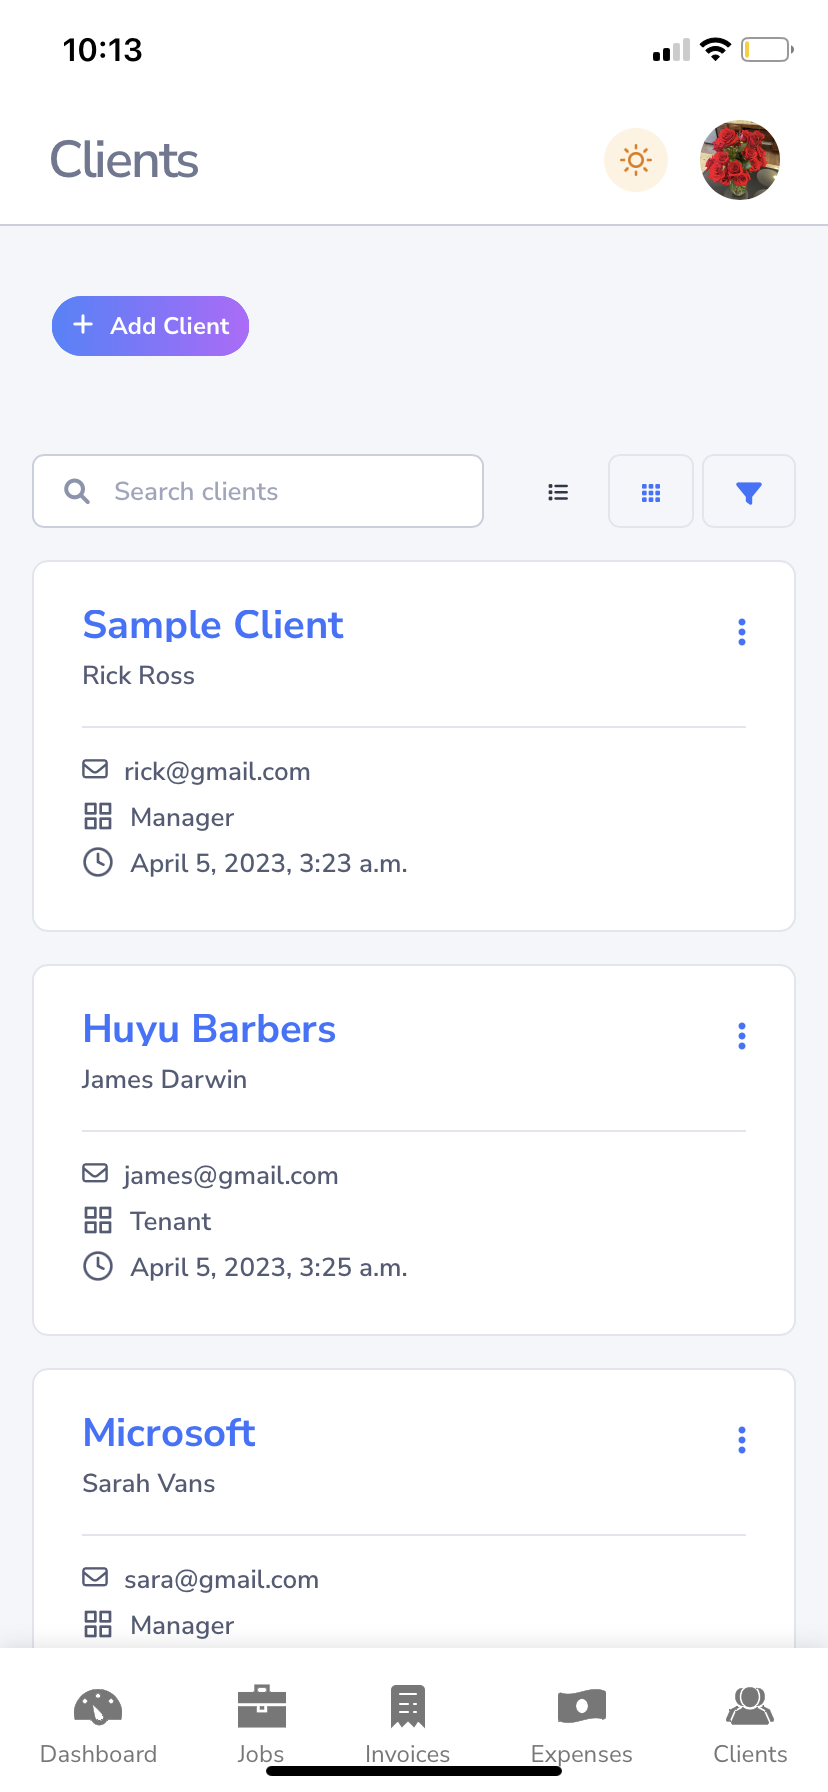 10:13
Clients
+ Add Client
Search clients
Sample Client
Rick Ross
rick@gmail.com
Manager
April 5, 2023, 3:23 a.m.
Huyu Barbers
James Darwin
james@gmail.com
Tenant
April 5, 2023, 3:25 a.m.
Microsoft
Sarah Vans
sara@gmail.com
Manager
Dashboard Jobs Invoices Expenses Clients